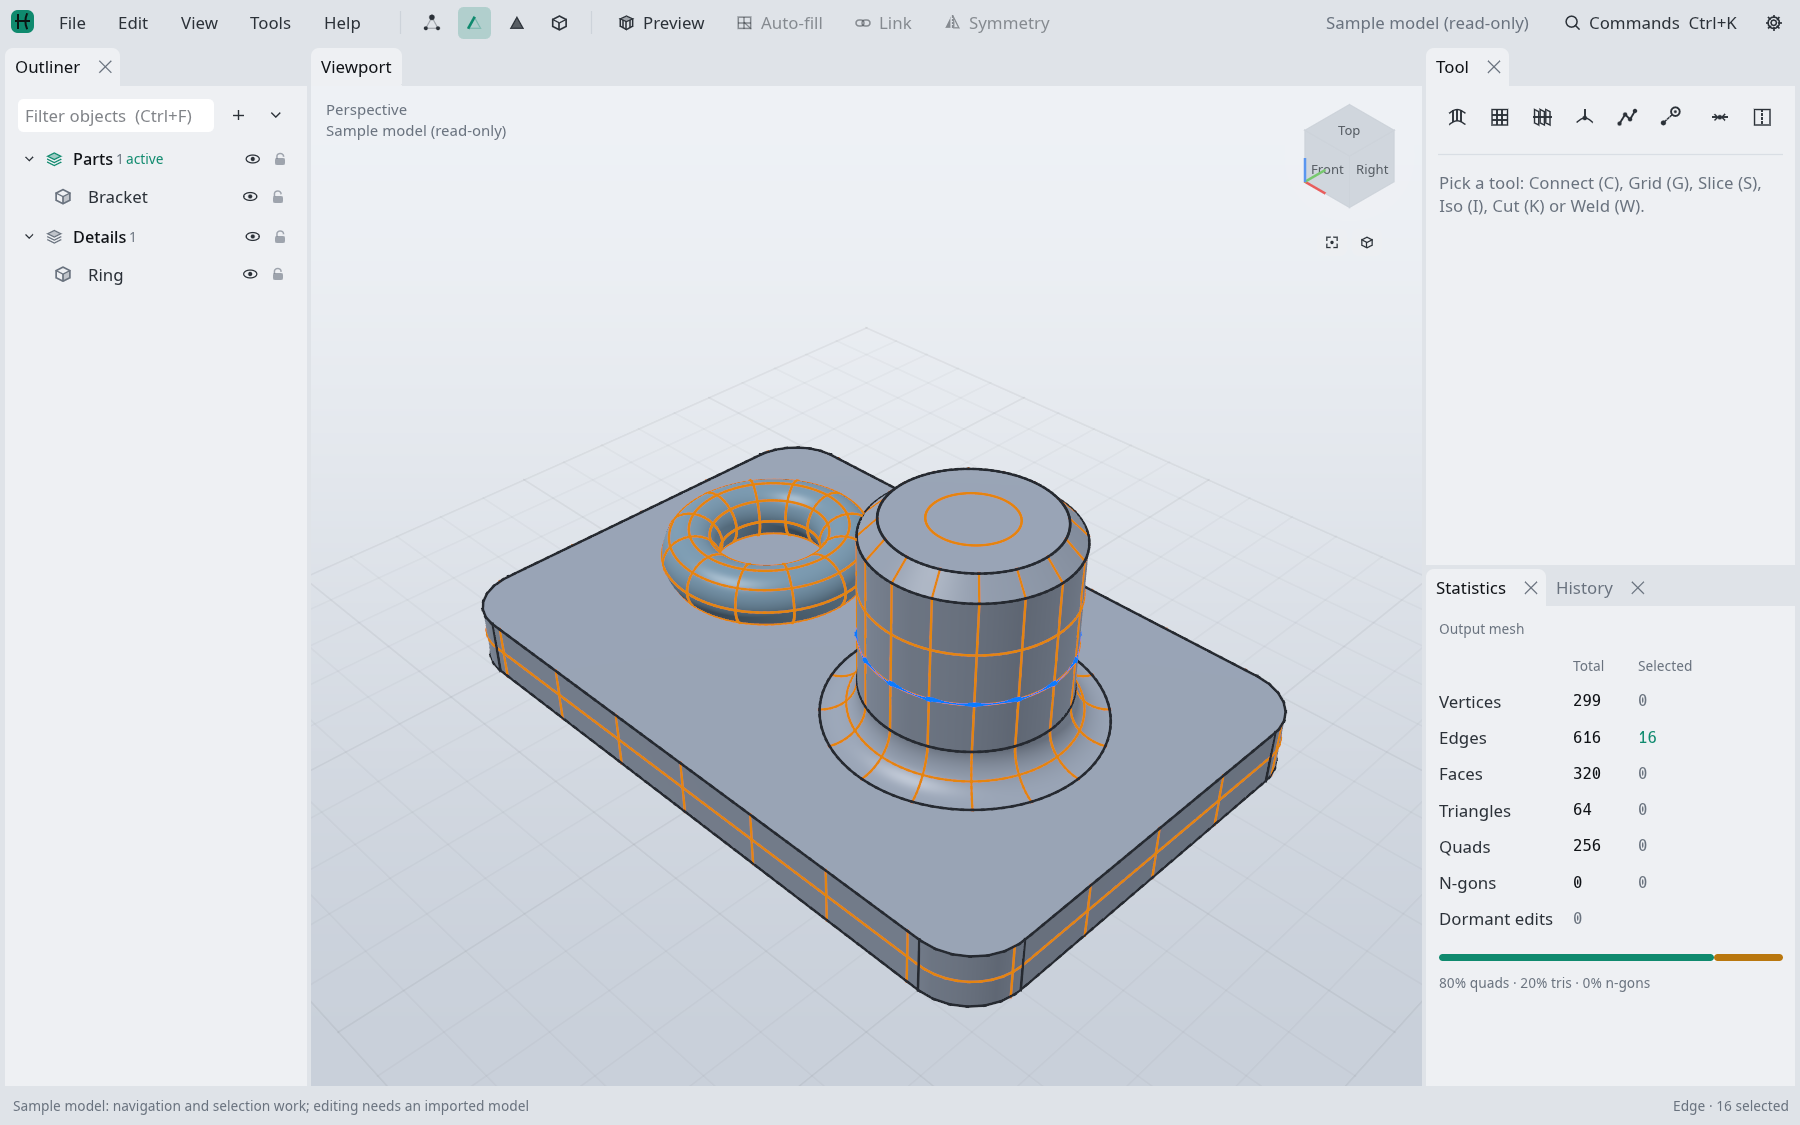 File Edit View Tools Help Preview Auto-fill Link Symmetry Sample model (read-only) Commands Ctrl+K
Outliner
Viewport
Tool
Filter objects (Ctrl+F)
Parts 1 active
Bracket
Details 1
Ring
Perspective
Sample model (read-only)
Top
Front Right
Pick a tool: Connect (C), Grid (G), Slice (S),
Iso (I), Cut (K) or Weld (W).
Statistics History
Output mesh
Total Selected
Vertices 299 0
Edges 616 16
Faces 320 0
Triangles 64 0
Quads 256 0
N-gons 0 0
Dormant edits 0
80% quads · 20% tris · 0% n-gons
Sample model: navigation and selection work; editing needs an imported model
Edge · 16 selected